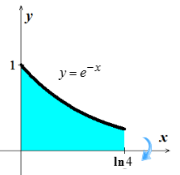 y
1
y = e^{-x}
x
ln 4